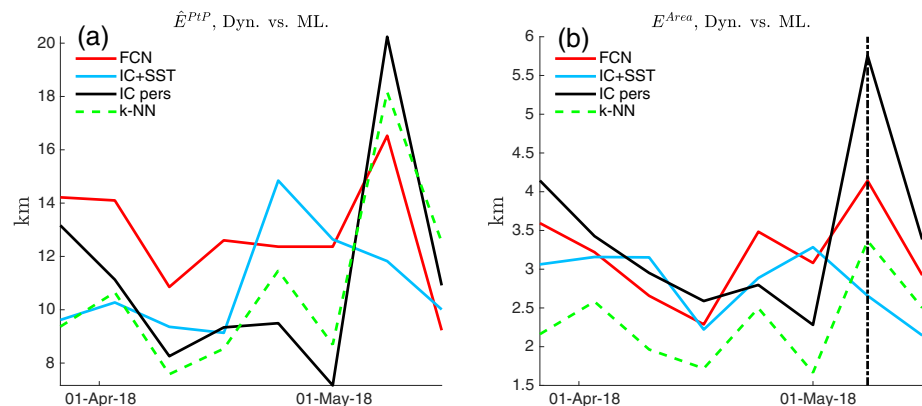 Ê^PtP, Dyn. vs. ML.
(a)
FCN
IC+SST
IC pers
k-NN
km
20
18
16
14
12
10
8
01-Apr-18
01-May-18
E^Area, Dyn. vs. ML.
(b)
FCN
IC+SST
IC pers
k-NN
km
6
5.5
5
4.5
4
3.5
3
2.5
2
1.5
01-Apr-18
01-May-18